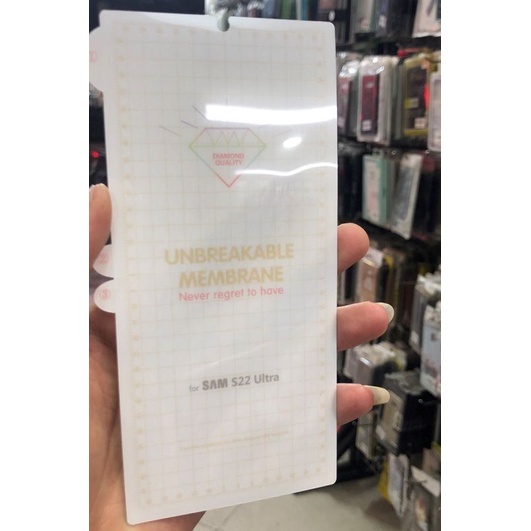 DIAMOND
QUALITY
UNBREAKABLE
MEMBRANE
Never regret to have
for SAM S22 Ultra